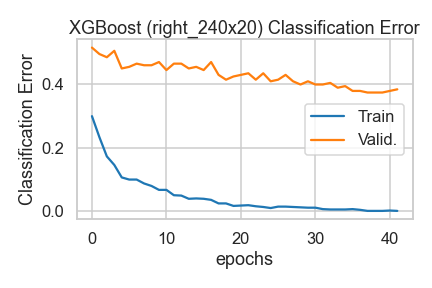 XGBoost (right_240x20) Classification Error
Classification Error
0.4
0.2
0.0
Train
Valid.
0
10
20
30
40
epochs